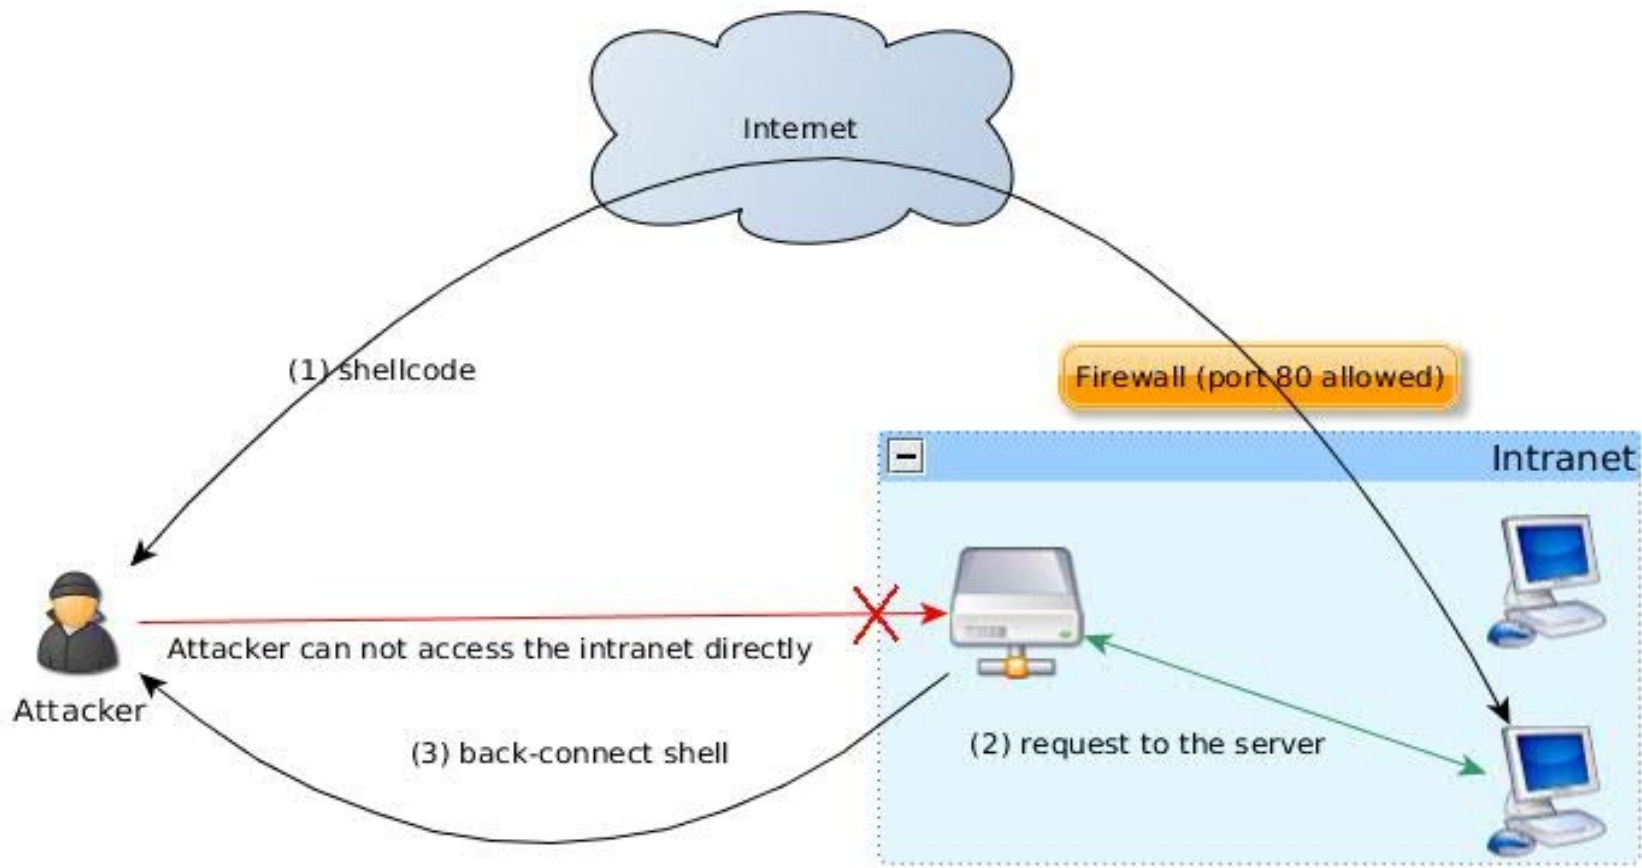 Internet
(1) shellcode
Firewall (port 80 allowed)
Intranet
Attacker can not access the intranet directly
Attacker
(3) back-connect shell
(2) request to the server